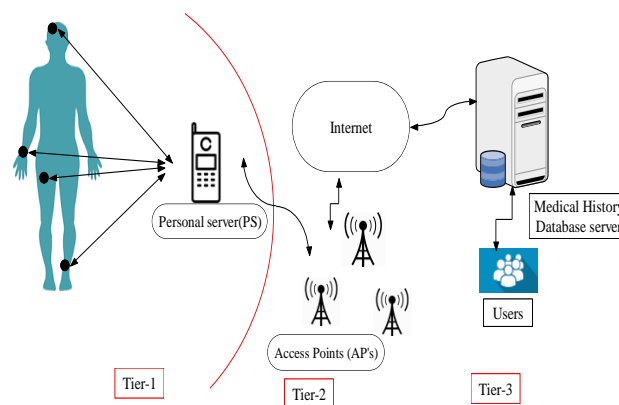 Internet
C
Personal server(PS)
Medical History
Database server
Users
Access Points (AP's)
Tier-1
Tier-2
Tier-3